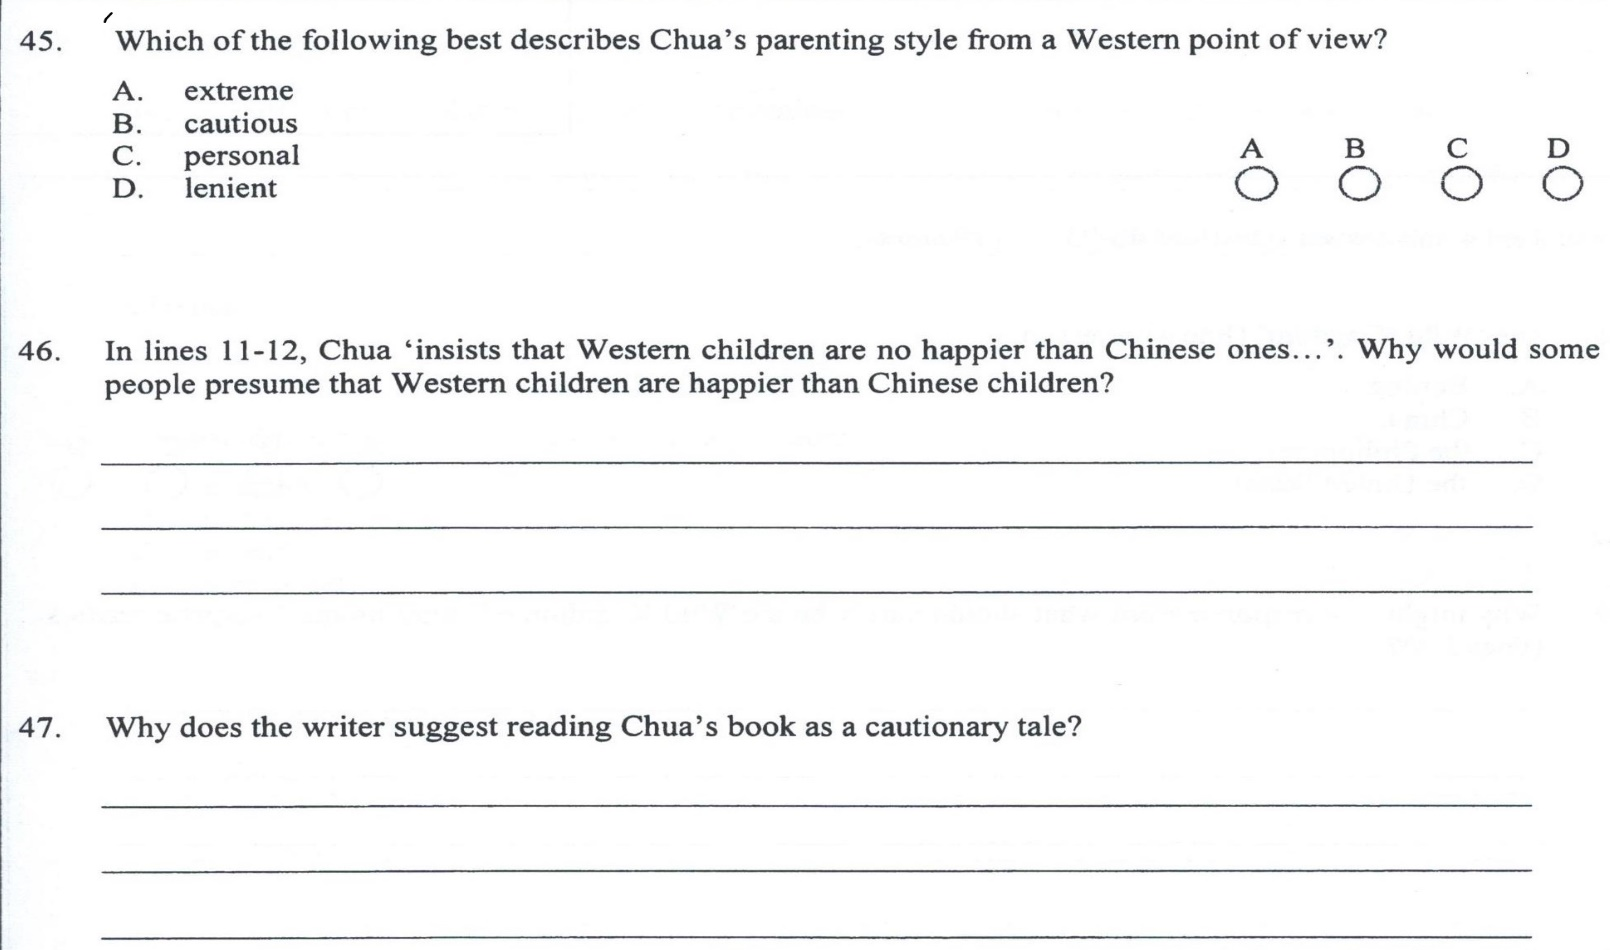 45. Which of the following best describes Chua’s parenting style from a Western point of view?
A. extreme
B. cautious
C. personal
D. lenient
A B C D
46. In lines 11-12, Chua ‘insists that Western children are no happier than Chinese ones...’. Why would some
people presume that Western children are happier than Chinese children?
47. Why does the writer suggest reading Chua’s book as a cautionary tale?